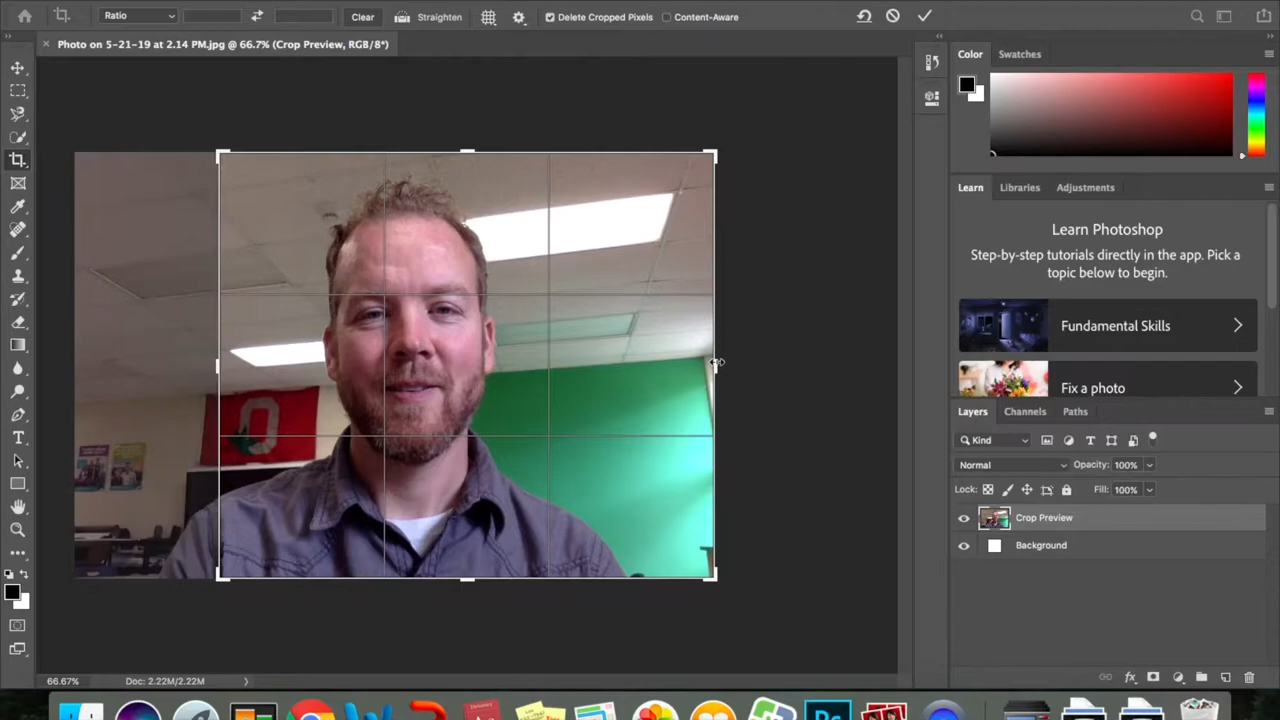 Ratio
Clear
Straighten
Delete Cropped Pixels
Content-Aware
Photo on 5-21-19 at 2.14 PM.jpg @ 66.7% (Crop Preview, RGB/8*)
Color
Swatches
Learn
Libraries
Adjustments
Learn Photoshop
Step-by-step tutorials directly in the app. Pick a
topic below to begin.
Fundamental Skills
Fix a photo
Layers
Channels
Paths
Kind
Normal
Opacity: 100%
Lock:
Fill: 100%
Crop Preview
Background
O
66.67%
Doc: 2.22M/2.22M
Ps